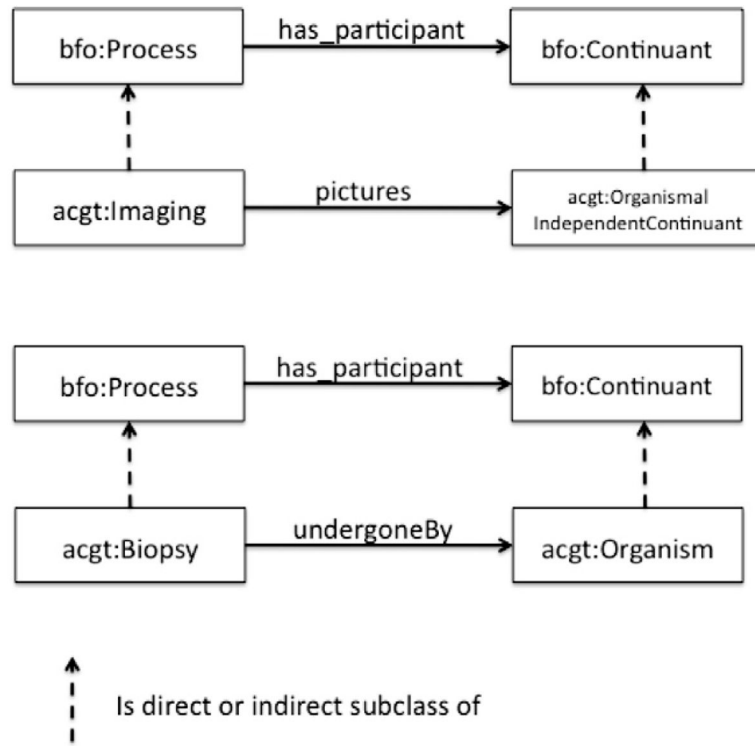 has_participant
bfo:Process
bfo:Continuant
pictures
acgt:Imaging
acgt:Organismal
IndependentContinuant
has_participant
bfo:Process
bfo:Continuant
undergoneBy
acgt:Biopsy
acgt:Organism
Is direct or indirect subclass of